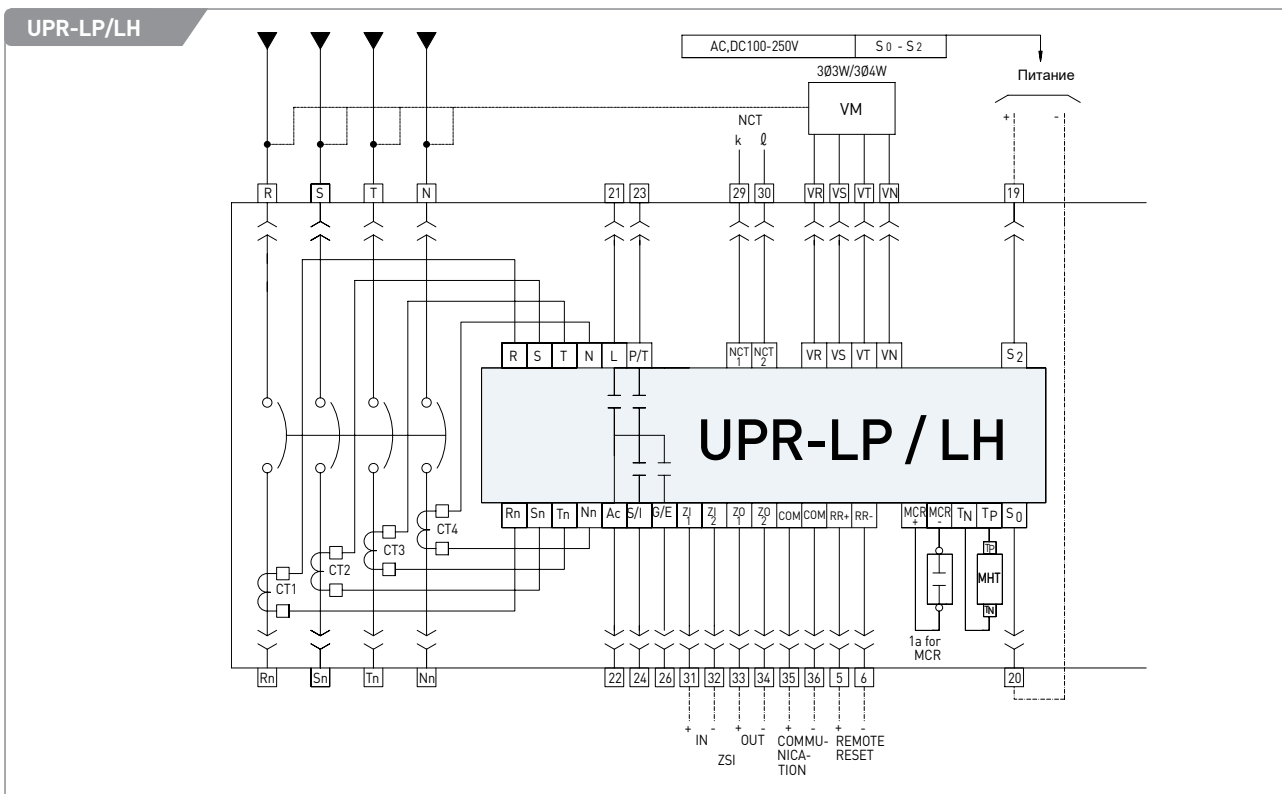 UPR-LP/LH
AC,DC100-250V S0 - S2
3Ø3W/3Ø4W
Питание
VM
NCT
k ℓ
+ -
R S T N 21 23 29 30 VR VS VT VN 19
R S T N L P/T NCT 1 NCT 2 VR VS VT VN S2
UPR-LP / LH
Rn Sn Tn Nn Ac S/I G/E ZI 1 ZI 2 ZO 1 ZO 2 COM COM RR+ RR- MCR + MCR - TN TP S0
CT4
CT3
CT2
CT1
TP
MHT
TN
1a for
MCR
Rn Sn Tn Nn 22 24 26 31 32 33 34 35 36 5 6 20
+ - + - + - + -
IN OUT COMMU- REMOTE
NICA- RESET
ZSI
TION